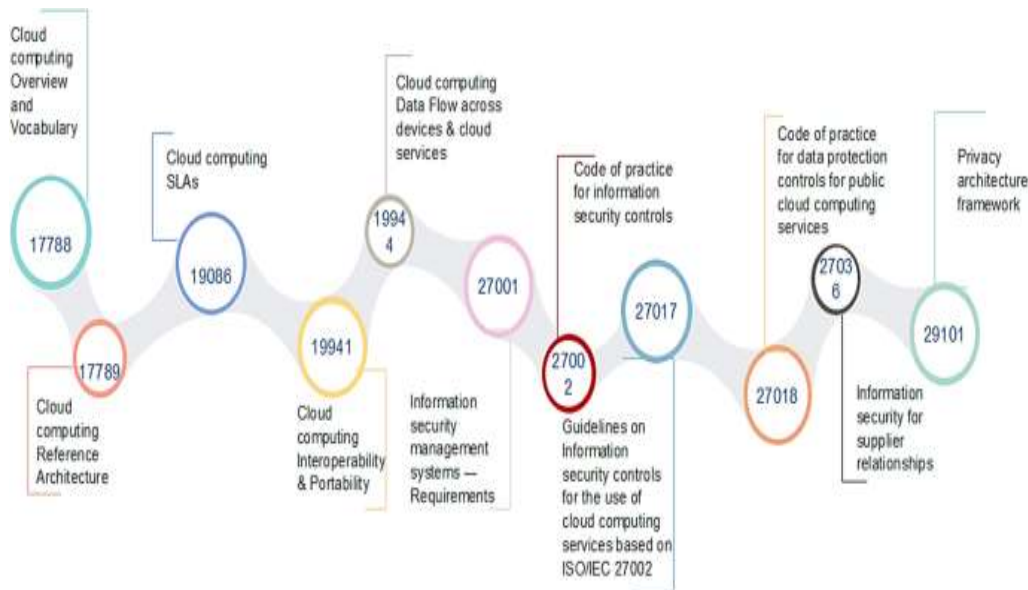 Cloud
computing
Overview
and
Vocabulary
17788
17789
Cloud
computing
Reference
Architecture
Cloud computing
SLAs
19086
19941
Cloud
computing
Interoperability
& Portability
Cloud computing
Data Flow across
devices & cloud
services
1994
4
27001
Information
security
management
systems —
Requirements
Code of practice
for information
security controls
2700
2
27017
Guidelines on
Information
security controls
for the use of
cloud computing
services based on
ISO/IEC 27002
Code of practice
for data protection
controls for public
cloud computing
services
27018
2703
6
Information
security for
supplier
relationships
Privacy
architecture
framework
29101